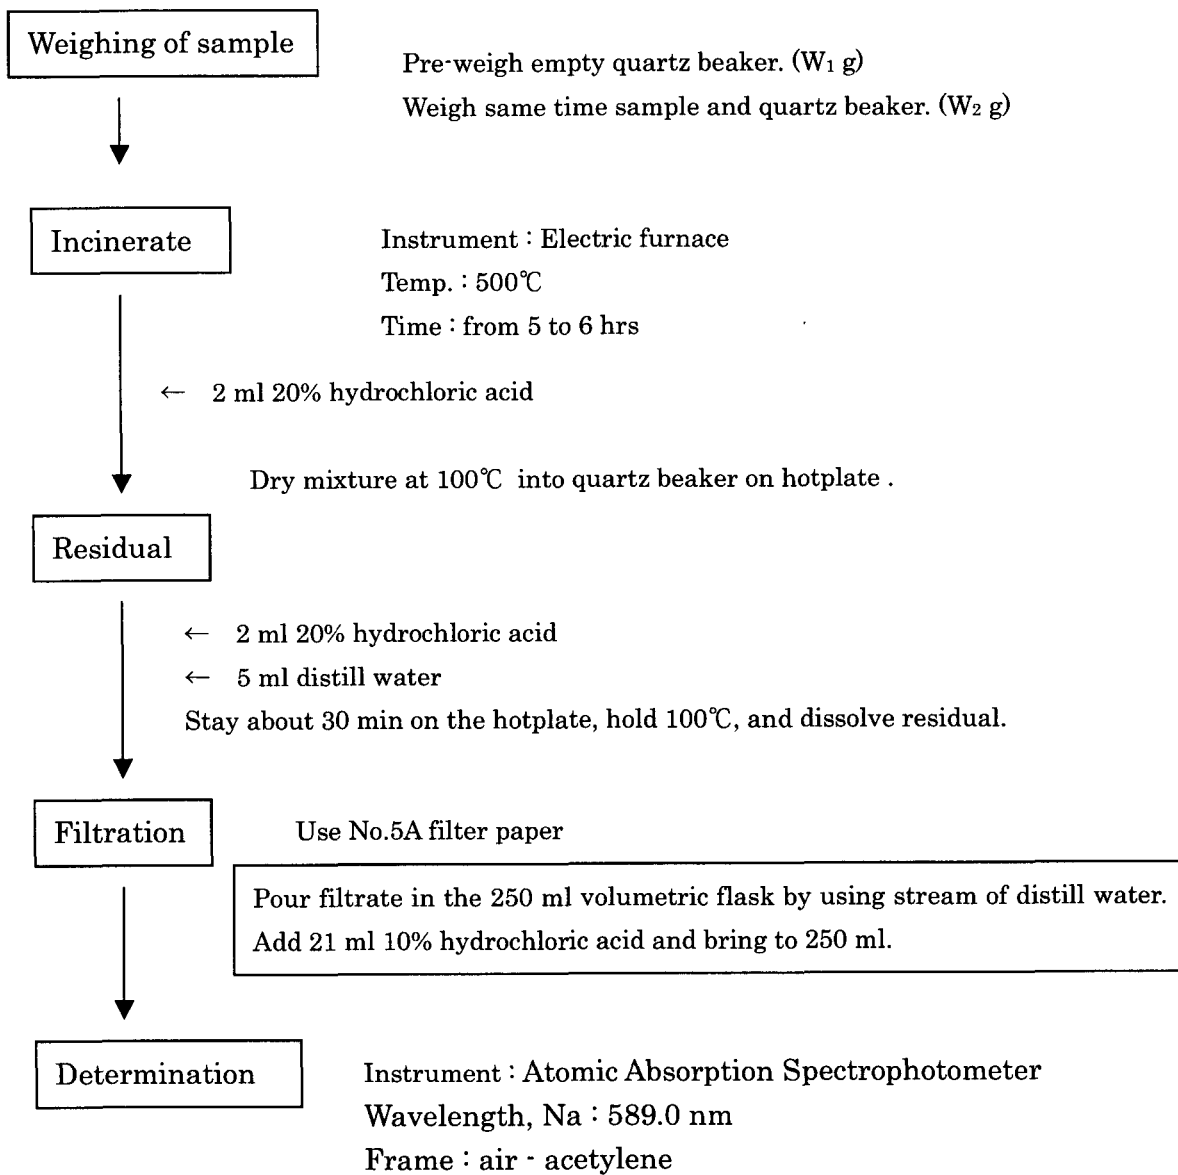 Weighing of sample
Pre-weigh empty quartz beaker. (W₁ g)
Weigh same time sample and quartz beaker. (W₂ g)
Incinerate
Instrument : Electric furnace
Temp. : 500℃
Time : from 5 to 6 hrs
← 2 ml 20% hydrochloric acid
Dry mixture at 100℃ into quartz beaker on hotplate .
Residual
← 2 ml 20% hydrochloric acid
← 5 ml distill water
Stay about 30 min on the hotplate, hold 100℃, and dissolve residual.
Filtration
Use No.5A filter paper
Pour filtrate in the 250 ml volumetric flask by using stream of distill water.
Add 21 ml 10% hydrochloric acid and bring to 250 ml.
Determination
Instrument : Atomic Absorption Spectrophotometer
Wavelength, Na : 589.0 nm
Frame : air - acetylene